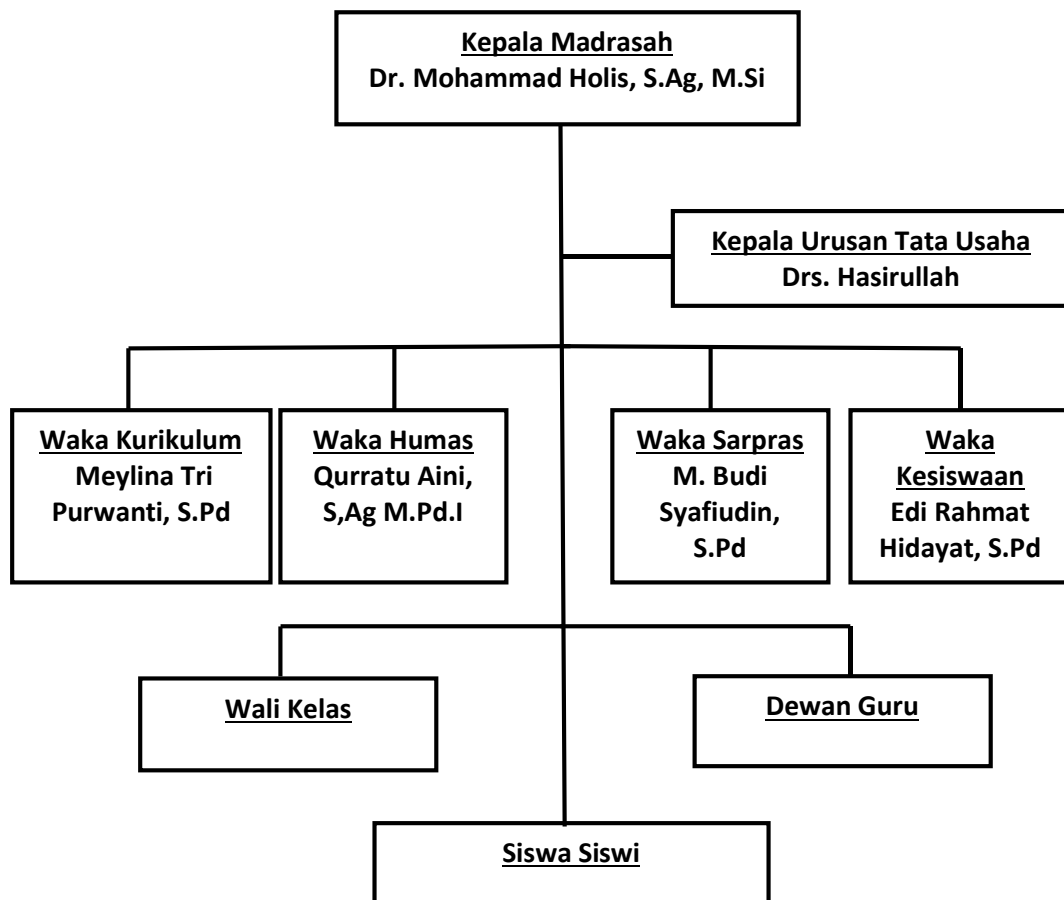 Kepala Madrasah
Dr. Mohammad Holis, S.Ag, M.Si
Kepala Urusan Tata Usaha
Drs. Hasirullah
Waka Kurikulum
Meylina Tri
Purwanti, S.Pd
Waka Humas
Qurratu Aini,
S,Ag M.Pd.I
Waka Sarpras
M. Budi
Syafiudin,
S.Pd
Waka
Kesiswaan
Edi Rahmat
Hidayat, S.Pd
Wali Kelas
Dewan Guru
Siswa Siswi